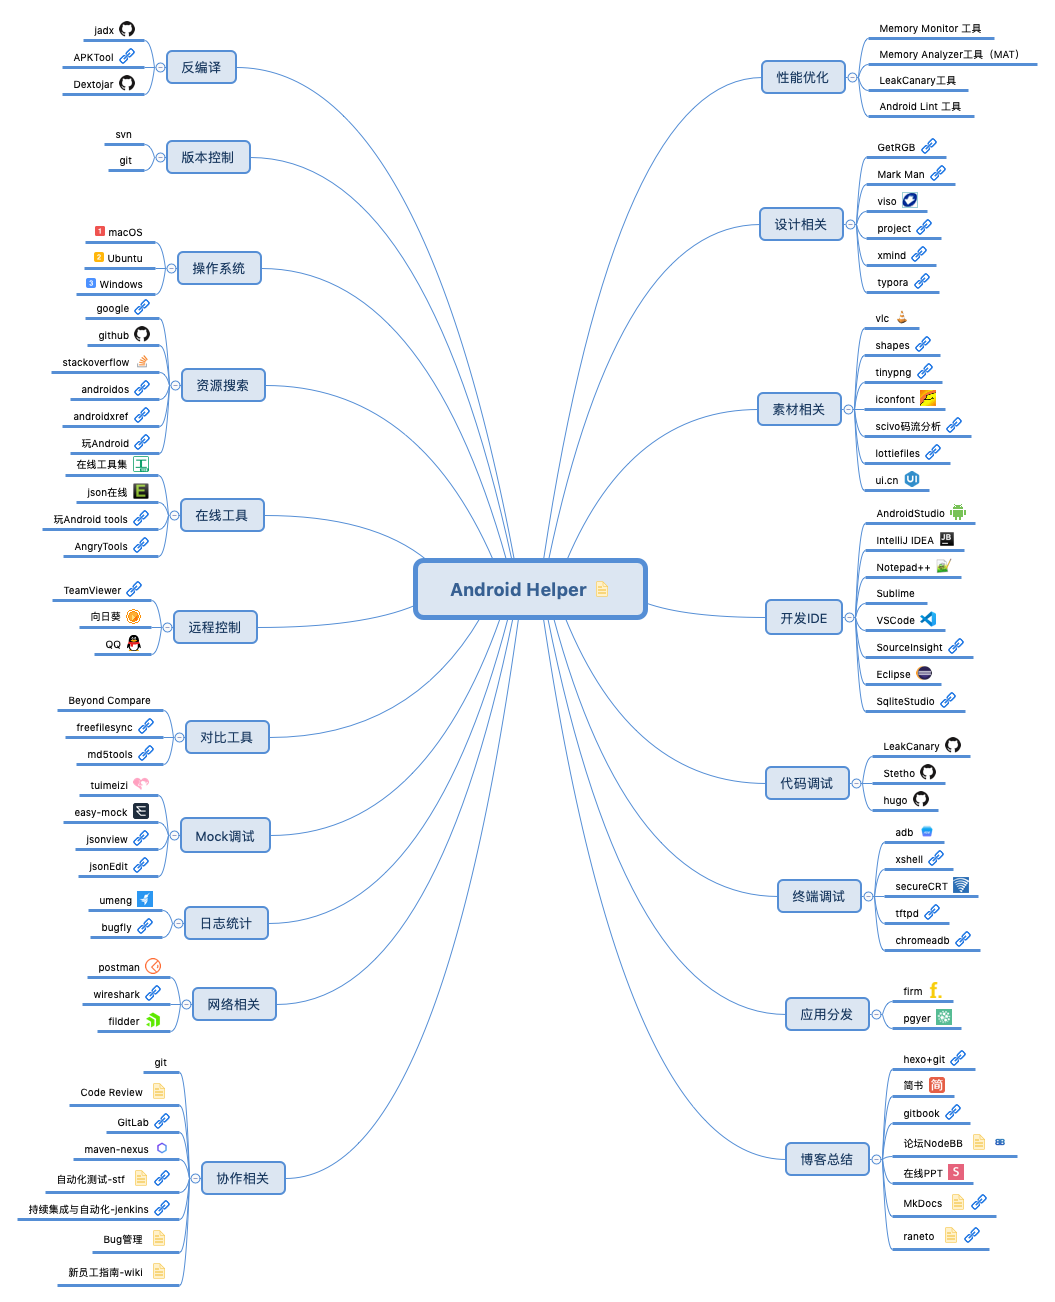 Android Helper
反编译
jadx
APKTool
Dextojar
版本控制
svn
git
操作系统
1 macOS
2 Ubuntu
3 Windows
资源搜索
google
github
stackoverflow
androidos
androidxref
玩Android
在线工具
在线工具集
json在线
玩Android tools
AngryTools
远程控制
TeamViewer
向日葵
QQ
对比工具
Beyond Compare
freefilesync
md5tools
Mock调试
tuimeizi
easy-mock
jsonview
jsonEdit
日志统计
umeng
bugfly
网络相关
postman
wireshark
fildder
协作相关
git
Code Review
GitLab
maven-nexus
自动化测试-stf
持续集成与自动化-jenkins
Bug管理
新员工指南-wiki
性能优化
Memory Monitor 工具
Memory Analyzer工具（MAT）
LeakCanary工具
Android Lint 工具
设计相关
GetRGB
Mark Man
viso
project
xmind
typora
素材相关
vlc
shapes
tinypng
iconfont
scivo码流分析
lottiefiles
ui.cn
开发IDE
AndroidStudio
IntelliJ IDEA
Notepad++
Sublime
VSCode
SourceInsight
Eclipse
SqliteStudio
代码调试
LeakCanary
Stetho
hugo
终端调试
adb
xshell
secureCRT
tftpd
chromeadb
应用分发
firm
pgyer
博客总结
hexo+git
简书
gitbook
论坛NodeBB
在线PPT
MkDocs
raneto